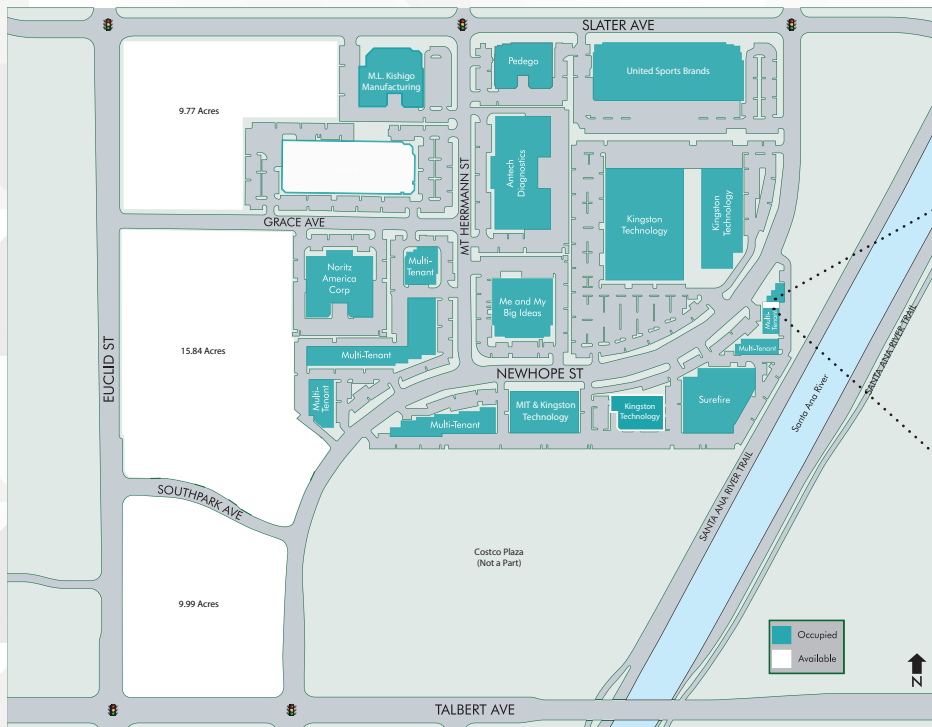 SLATER AVE
M.L. Kishigo
Manufacturing
Pedego
United Sports Brands
9.77 Acres
Antech
Diagnostics
MT HERRMANN ST
Kingston
Technology
Kingston
Technology
GRACE AVE
Noritz
America
Corp
Multi-
Tenant
Me and My
Big Ideas
Multi-
Tenant
EUCLID ST
15.84 Acres
Multi-Tenant
Multi-Tenant
NEWHOPE ST
Multi-
Tenant
MIT & Kingston
Technology
Kingston
Technology
Surefire
Multi-Tenant
Santa Ana River
SANTA ANA RIVER TRAIL
SANTA ANA RIVER TRAIL
SOUTHPARK AVE
Costco Plaza
(Not a Part)
9.99 Acres
Occupied
Available
N
TALBERT AVE